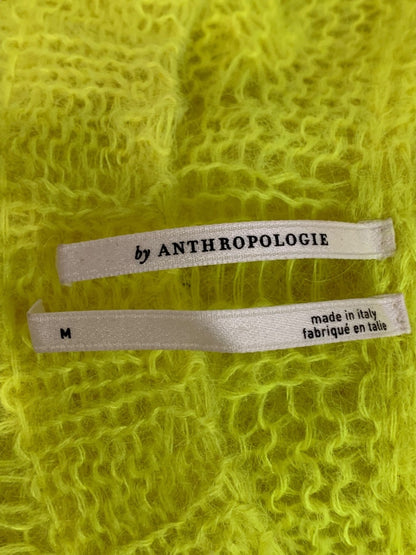 by ANTHROPOLOGIE
M
made in italy
fabriqué en talie